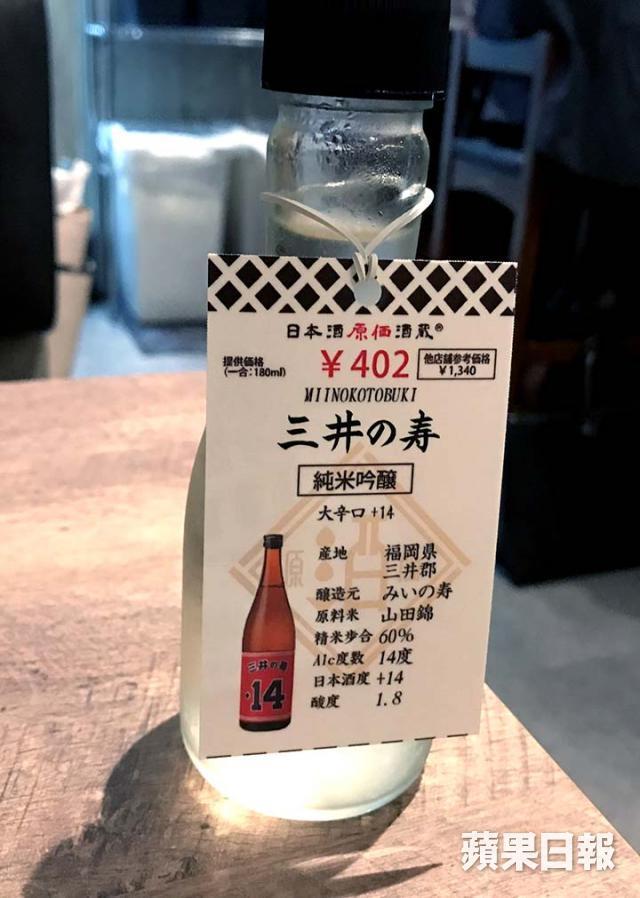 日本酒原価酒蔵®
提供価格
(一合:180ml)
¥402
他店舗参考価格
¥1,340
MIINOKOTOBUKI
三井の寿
純米吟醸
大辛口+14
産地 福岡県
三井郡
醸造元 みいの寿
原料米 山田錦
精米歩合 60%
Alc度数 14度
日本酒度 +14
酸度 1.8
源 酒
三井の寿
+14
蘋果日報